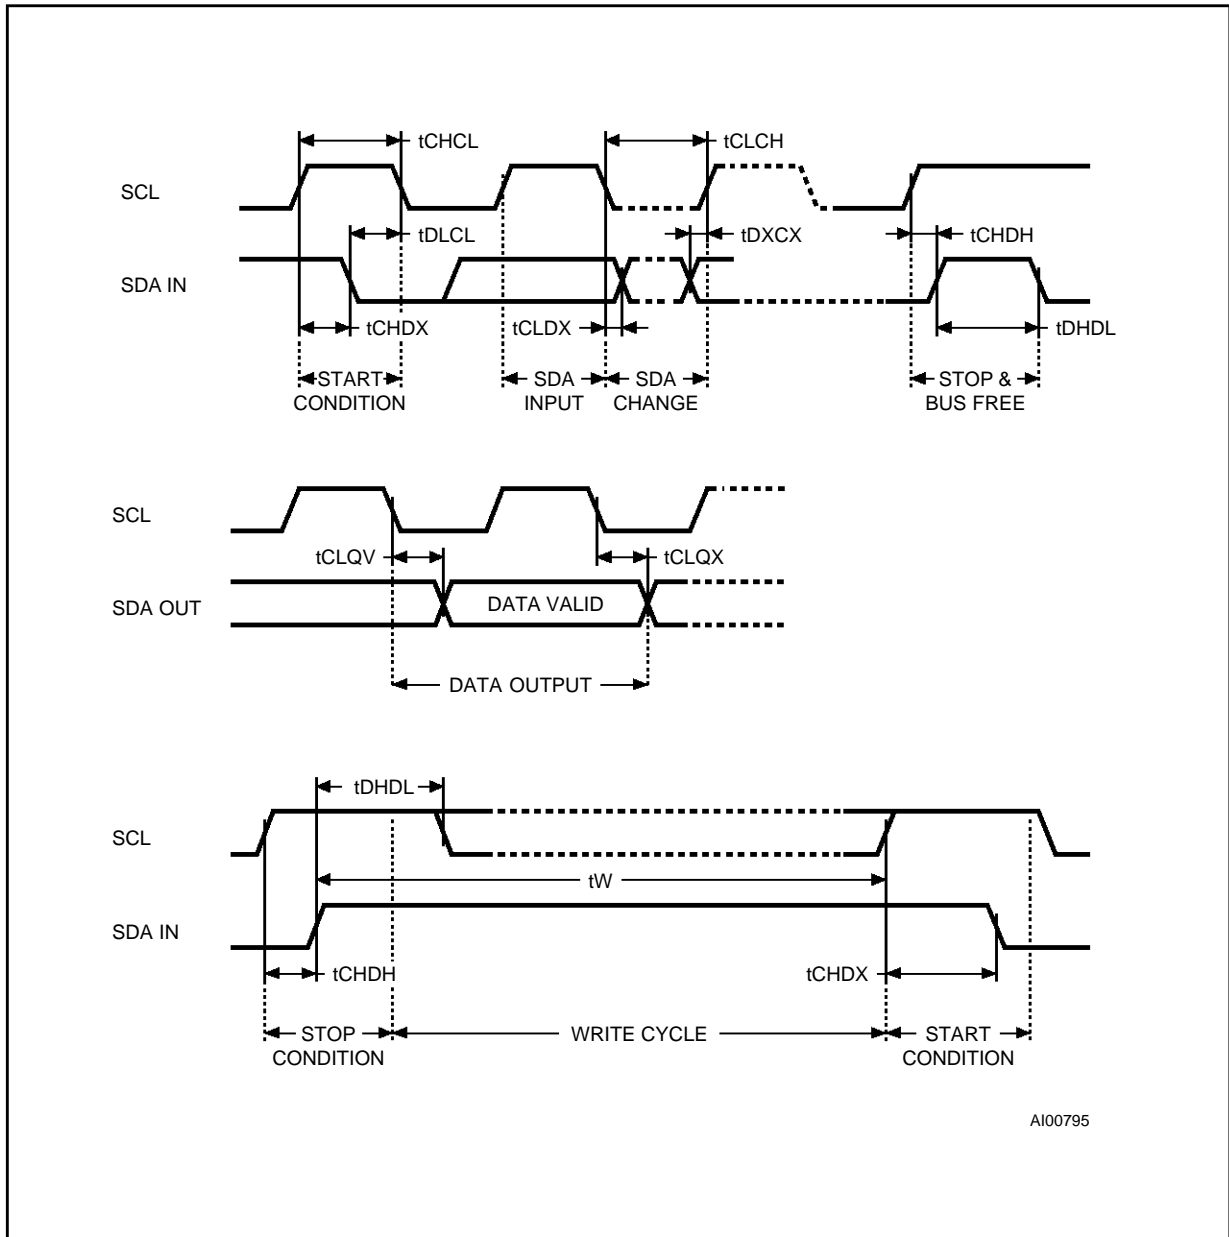 tCHCL
tCLCH
SCL
tDLCL
tDXCX
tCHDH
SDA IN
tCHDX
tCLDX
tDHDL
START
CONDITION
SDA
INPUT
SDA
CHANGE
STOP &
BUS FREE
SCL
tCLQV
tCLQX
SDA OUT
DATA VALID
DATA OUTPUT
tDHDL
SCL
tW
SDA IN
tCHDH
tCHDX
STOP
CONDITION
WRITE CYCLE
START
CONDITION
AI00795